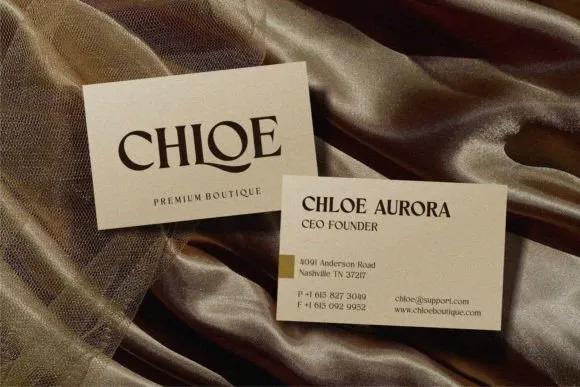 CHLOE
PREMIUM BOUTIQUE
CHLOE AURORA
CEO FOUNDER
4091 Anderson Road
Nashville TN 37217
P +1 615 827 3049
F +1 615 092 9952
chloe@support.com
www.chloeboutique.com